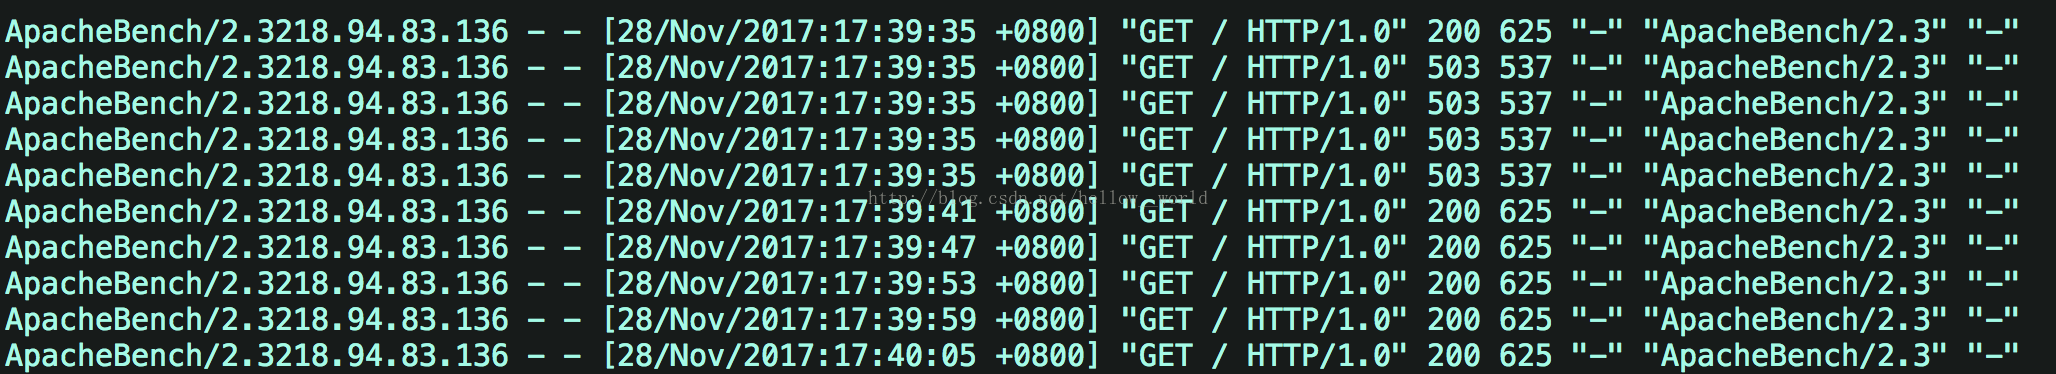 ApacheBench/2.3218.94.83.136 - - [28/Nov/2017:17:39:35 +0800] "GET / HTTP/1.0" 200 625 "-" "ApacheBench/2.3" "-"
ApacheBench/2.3218.94.83.136 - - [28/Nov/2017:17:39:35 +0800] "GET / HTTP/1.0" 503 537 "-" "ApacheBench/2.3" "-"
ApacheBench/2.3218.94.83.136 - - [28/Nov/2017:17:39:35 +0800] "GET / HTTP/1.0" 503 537 "-" "ApacheBench/2.3" "-"
ApacheBench/2.3218.94.83.136 - - [28/Nov/2017:17:39:35 +0800] "GET / HTTP/1.0" 503 537 "-" "ApacheBench/2.3" "-"
ApacheBench/2.3218.94.83.136 - - [28/Nov/2017:17:39:35 +0800] "GET / HTTP/1.0" 503 537 "-" "ApacheBench/2.3" "-"
http://blog.csdn.net/hellow_world
ApacheBench/2.3218.94.83.136 - - [28/Nov/2017:17:39:41 +0800] "GET / HTTP/1.0" 200 625 "-" "ApacheBench/2.3" "-"
ApacheBench/2.3218.94.83.136 - - [28/Nov/2017:17:39:47 +0800] "GET / HTTP/1.0" 200 625 "-" "ApacheBench/2.3" "-"
ApacheBench/2.3218.94.83.136 - - [28/Nov/2017:17:39:53 +0800] "GET / HTTP/1.0" 200 625 "-" "ApacheBench/2.3" "-"
ApacheBench/2.3218.94.83.136 - - [28/Nov/2017:17:39:59 +0800] "GET / HTTP/1.0" 200 625 "-" "ApacheBench/2.3" "-"
ApacheBench/2.3218.94.83.136 - - [28/Nov/2017:17:40:05 +0800] "GET / HTTP/1.0" 200 625 "-" "ApacheBench/2.3" "-"